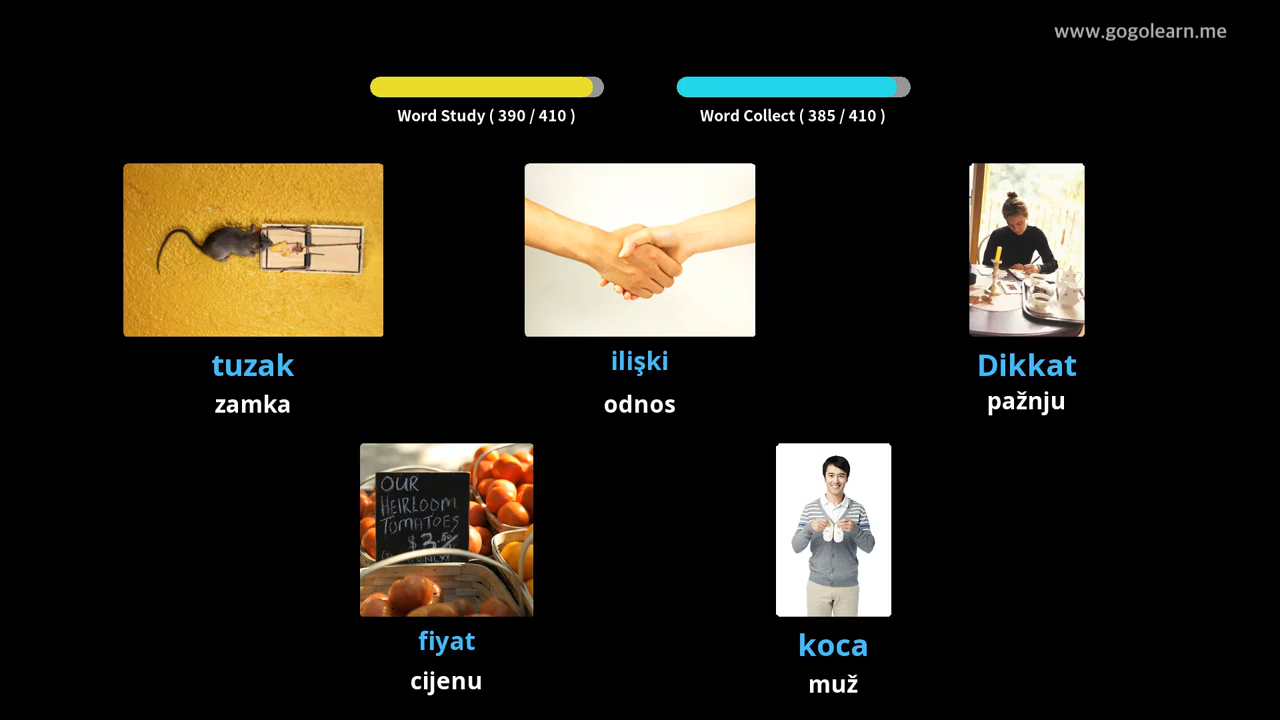 www.gogolearn.me
Word Study ( 390 / 410 )
Word Collect ( 385 / 410 )
tuzak
zamka
ilişki
odnos
Dikkat
pažnju
OUR
HEIRLOOM
TOMATOES
fiyat
cijenu
koca
muž